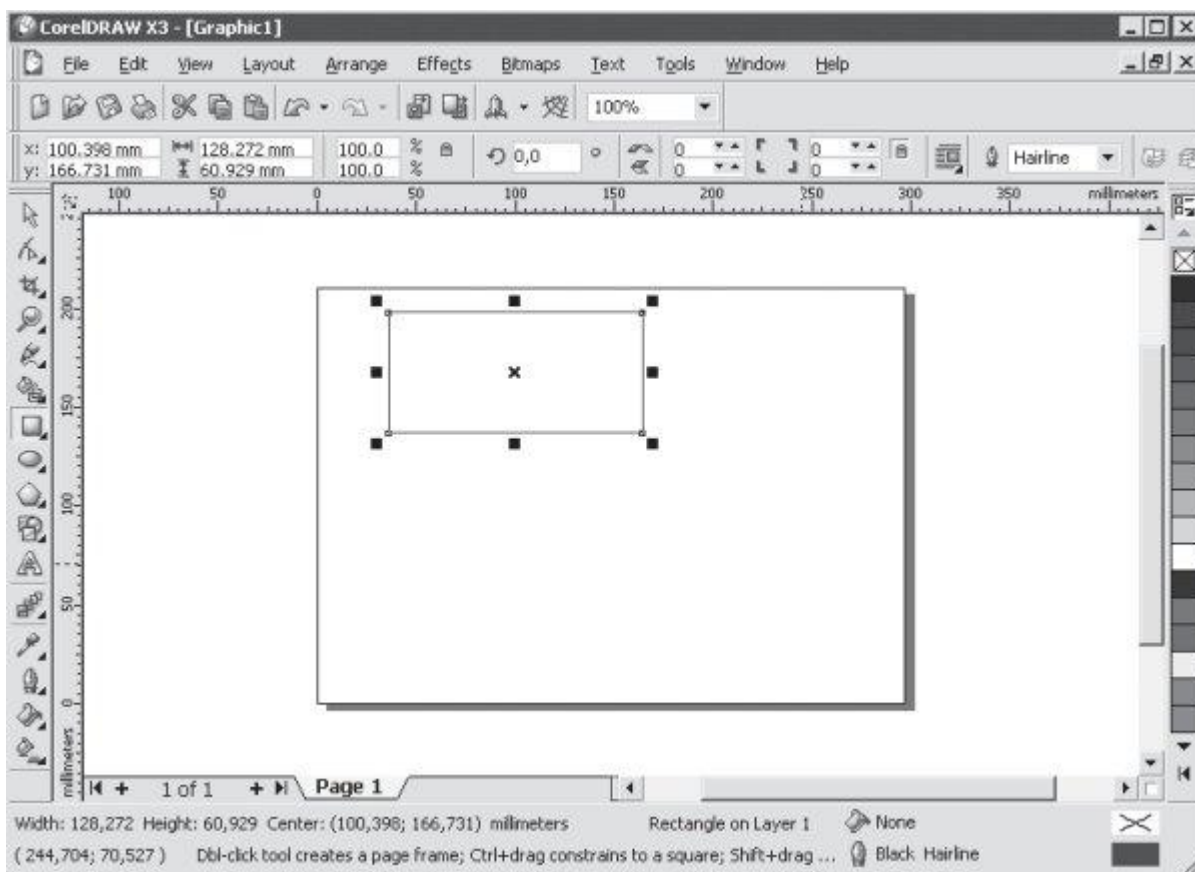 CorelDRAW X3 - [Graphic1]
File Edit View Layout Arrange Effects Bitmaps Text Tools Window Help
100%
x: 100.398 mm 128.272 mm 100.0 % 0,0 ° 0 0 Hairline
y: 166.731 mm 60.929 mm 100.0 % 0 0
100 50 0 50 100 150 200 250 300 350 millimeters
200
150
100
50
0
millimeters
1 of 1 Page 1
Width: 128,272 Height: 60,929 Center: (100,398; 166,731) millimeters Rectangle on Layer 1 None
( 244,704; 70,527 ) Dbl-click tool creates a page frame; Ctrl+drag constrains to a square; Shift+drag ... Black Hairline